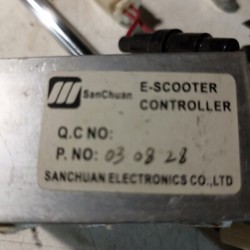 SanChuan
E-SCOOTER
CONTROLLER
Q.C NO:
P. NO: 03 08 28
SANCHUAN ELECTRONICS CO.,LTD